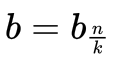 b = b_{\frac{n}{k}}